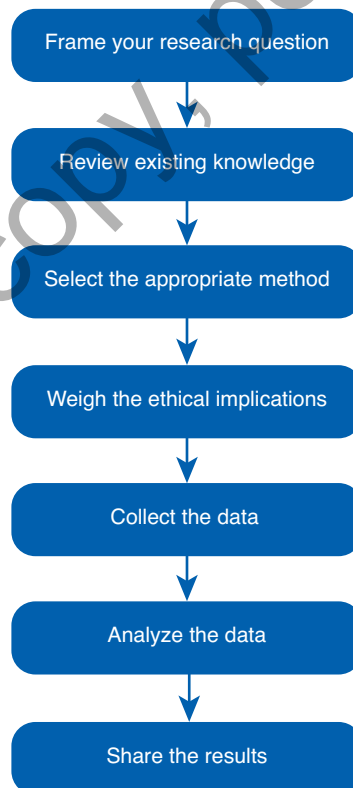 Frame your research question
Review existing knowledge
Select the appropriate method
Weigh the ethical implications
Collect the data
Analyze the data
Share the results
copy,